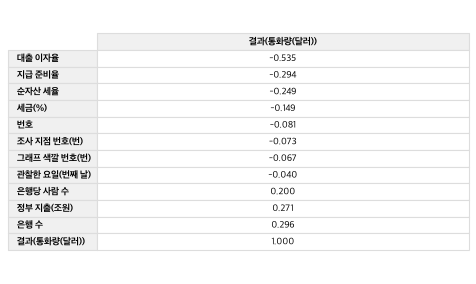 결과(통화량(달러))
대출 이자율 -0.535
지급 준비율 -0.294
순자산 세율 -0.249
세금(%) -0.149
번호 -0.081
조사 지점 번호(번) -0.073
그래프 색깔 번호(번) -0.067
관찰한 요일(번째 날) -0.040
은행당 사람 수 0.200
정부 지출(조원) 0.271
은행 수 0.296
결과(통화량(달러)) 1.000